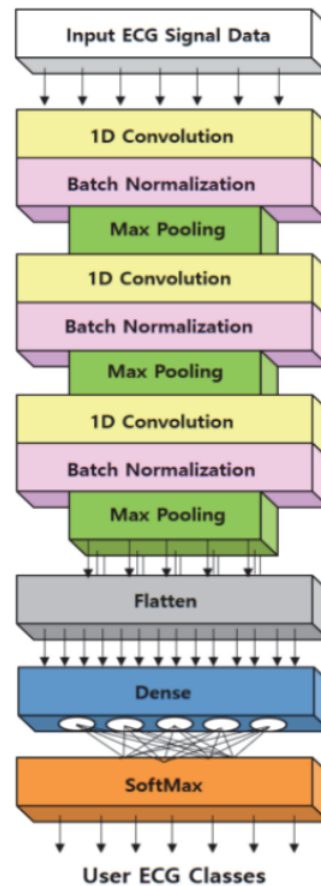 Input ECG Signal Data
1D Convolution
Batch Normalization
Max Pooling
1D Convolution
Batch Normalization
Max Pooling
1D Convolution
Batch Normalization
Max Pooling
Flatten
Dense
SoftMax
User ECG Classes